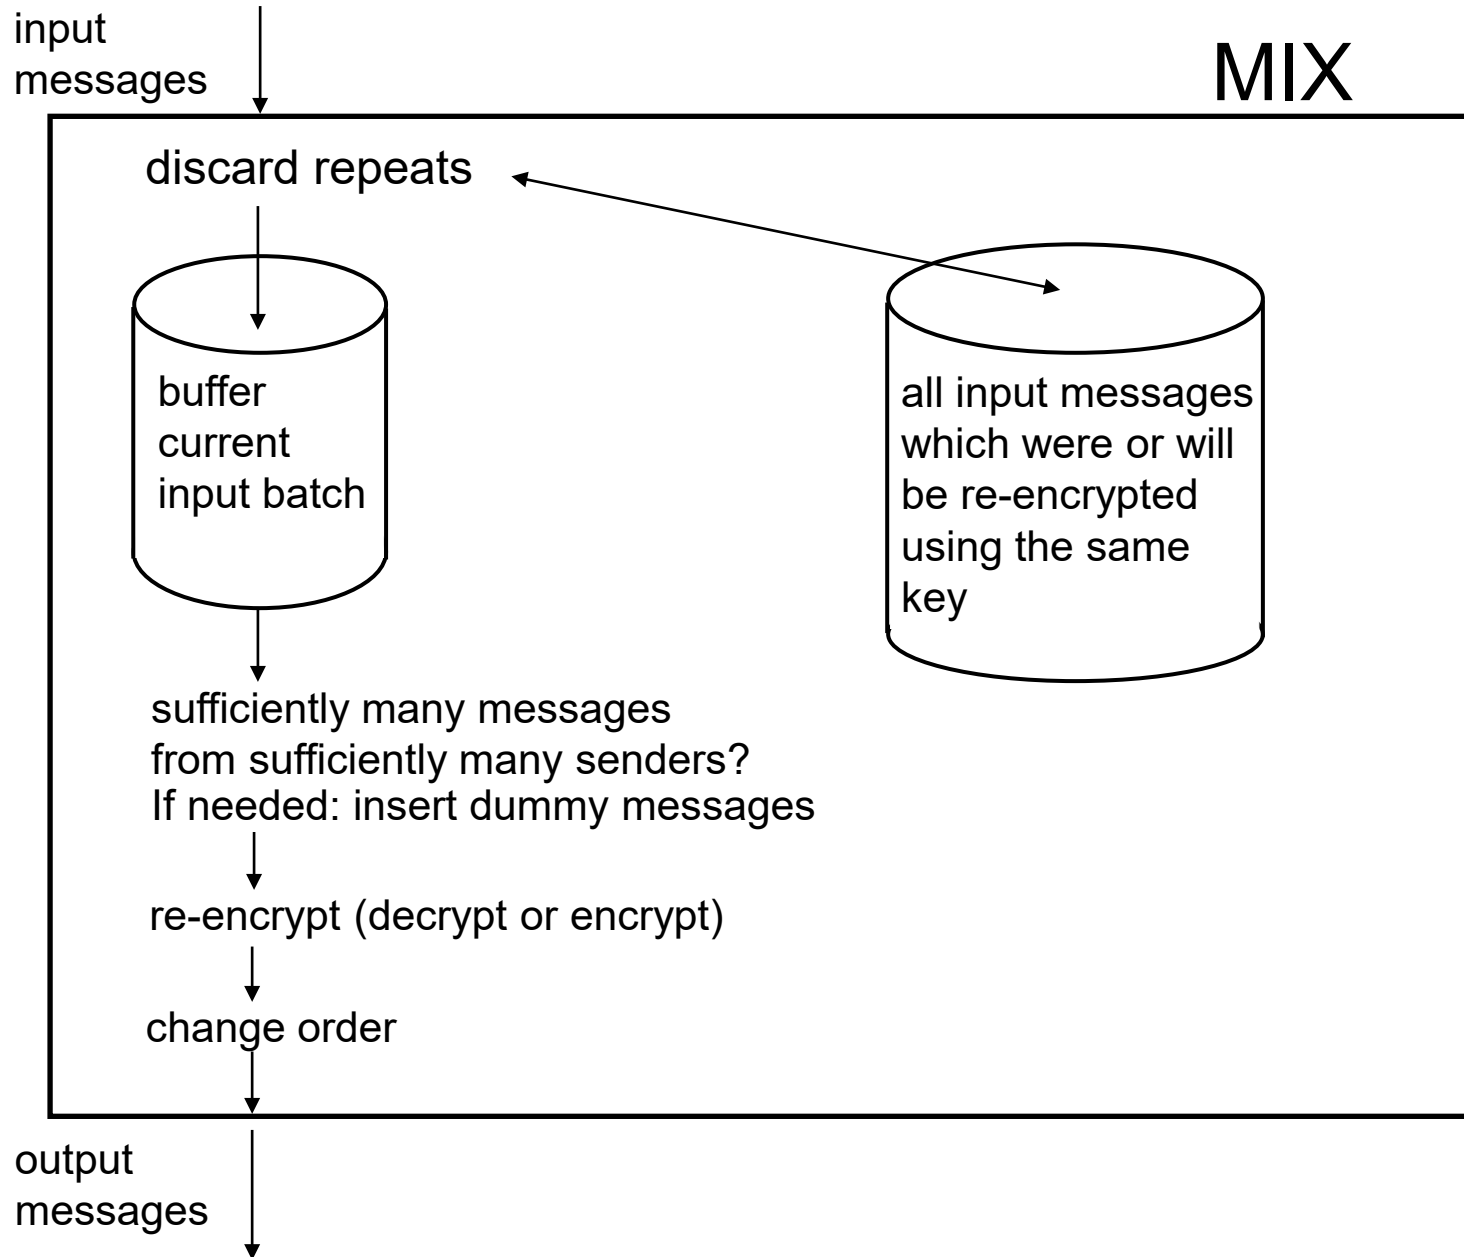 input
messages
MIX
discard repeats
buffer
current
input batch
all input messages
which were or will
be re-encrypted
using the same
key
sufficiently many messages
from sufficiently many senders?
If needed: insert dummy messages
re-encrypt (decrypt or encrypt)
change order
output
messages